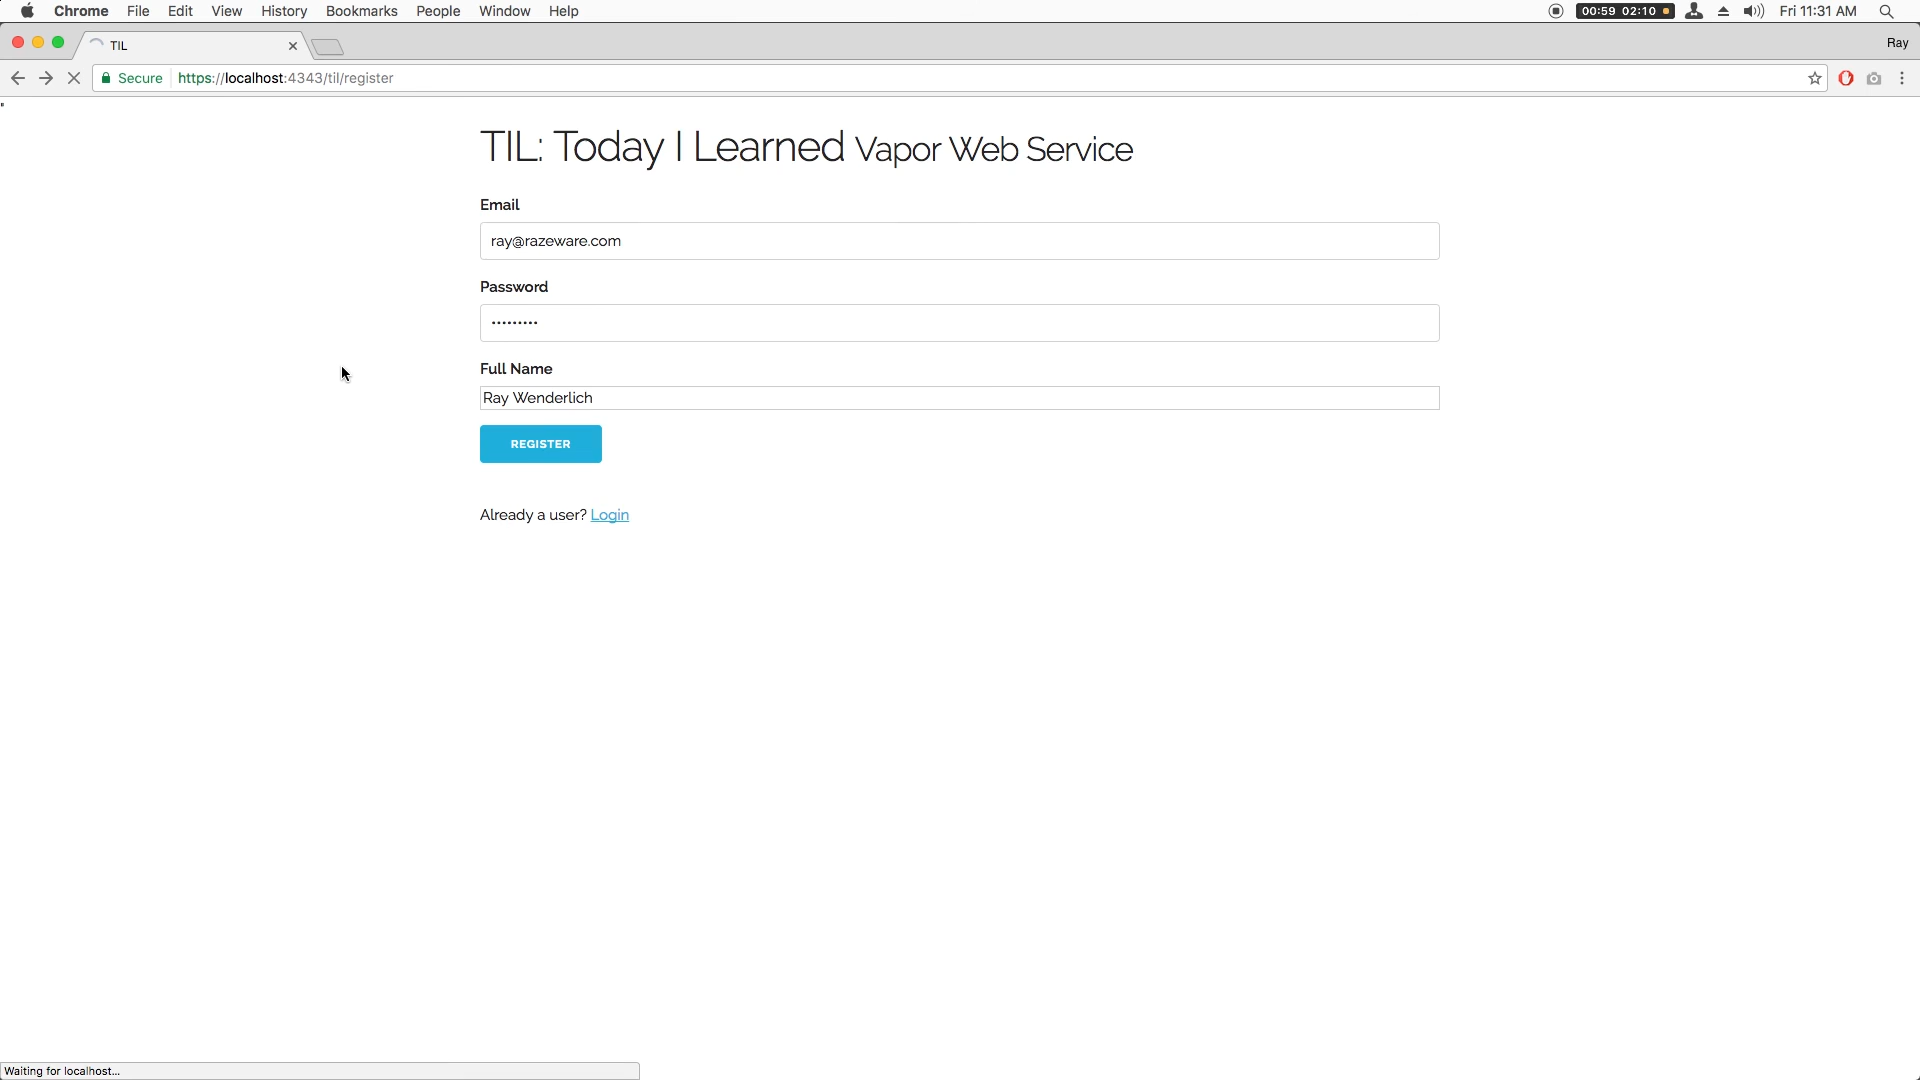 Chrome File Edit View History Bookmarks People Window Help 00:59 02:10 Fri 11:31 AM
TIL Ray
Secure https://localhost:4343/til/register
"
TIL: Today I Learned Vapor Web Service
Email
ray@razeware.com
Password
•••••••••
Full Name
Ray Wenderlich
REGISTER
Already a user? Login
Waiting for localhost...